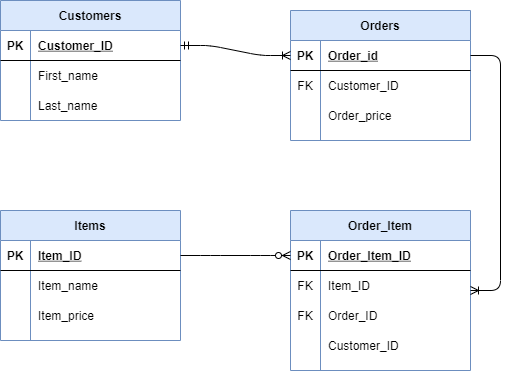 Customers
PK Customer_ID
First_name
Last_name
Orders
PK Order_id
FK Customer_ID
Order_price
Items
PK Item_ID
Item_name
Item_price
Order_Item
PK Order_Item_ID
FK Item_ID
FK Order_ID
Customer_ID